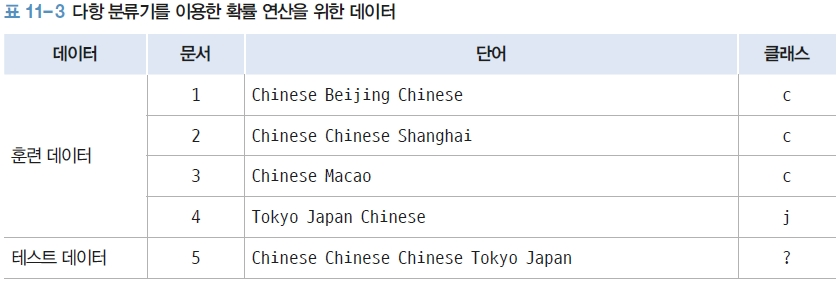 표 11-3 다항 분류기를 이용한 확률 연산을 위한 데이터
데이터 문서 단어 클래스
1 Chinese Beijing Chinese c
2 Chinese Chinese Shanghai c
훈련 데이터
3 Chinese Macao c
4 Tokyo Japan Chinese j
테스트 데이터 5 Chinese Chinese Chinese Tokyo Japan ?